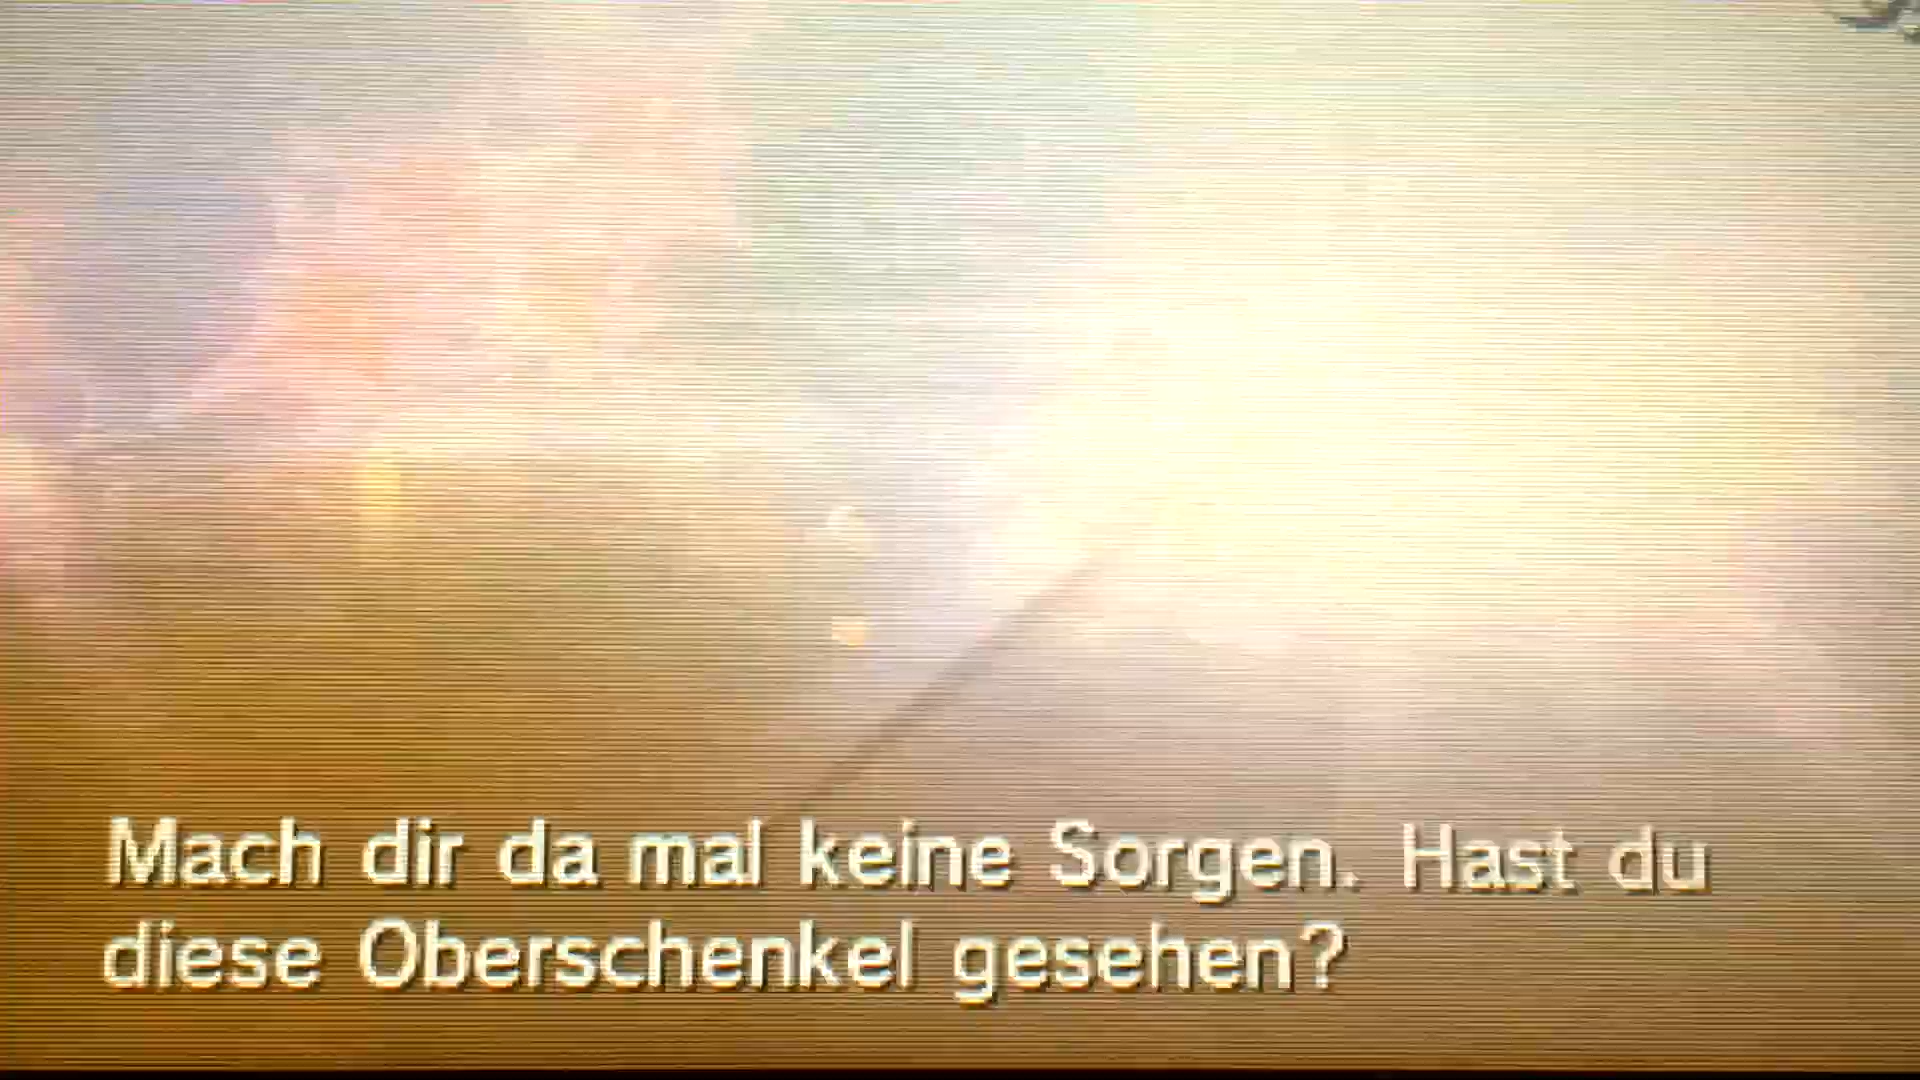 Mach dir da mal keine Sorgen. Hast du
diese Oberschenkel gesehen?